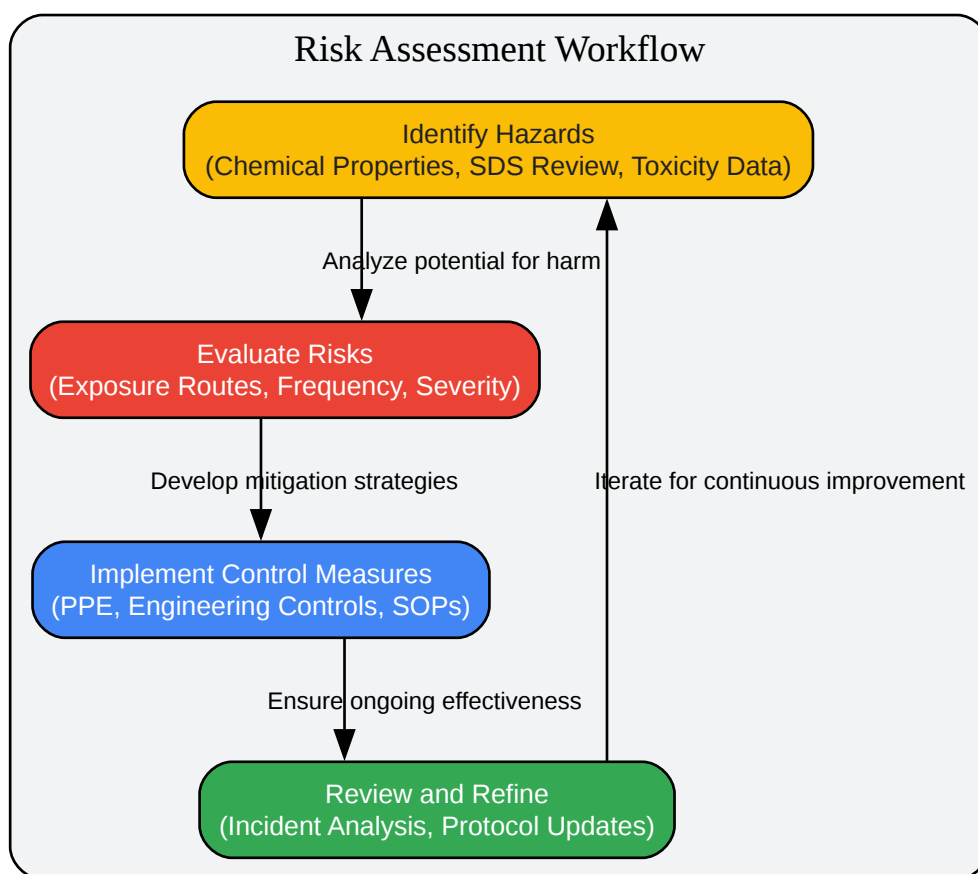 Risk Assessment Workflow
Identify Hazards
(Chemical Properties, SDS Review, Toxicity Data)
Analyze potential for harm
Evaluate Risks
(Exposure Routes, Frequency, Severity)
Develop mitigation strategies
Iterate for continuous improvement
Implement Control Measures
(PPE, Engineering Controls, SOPs)
Ensure ongoing effectiveness
Review and Refine
(Incident Analysis, Protocol Updates)